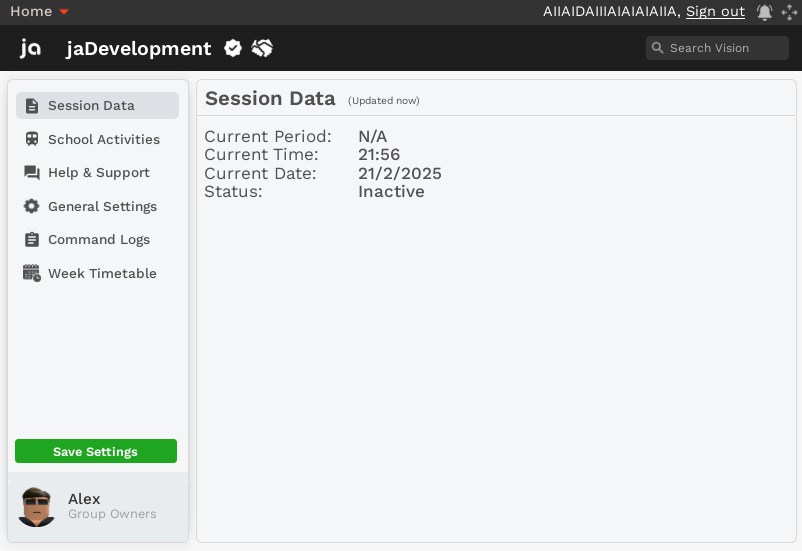 Home
AIIAIDAIIIAIAIAIAIIA, Sign out
ja
jaDevelopment
Search Vision
Session Data
School Activities
Help & Support
General Settings
Command Logs
Week Timetable
Save Settings
Alex
Group Owners
Session Data (Updated now)
Current Period: N/A
Current Time: 21:56
Current Date: 21/2/2025
Status: Inactive